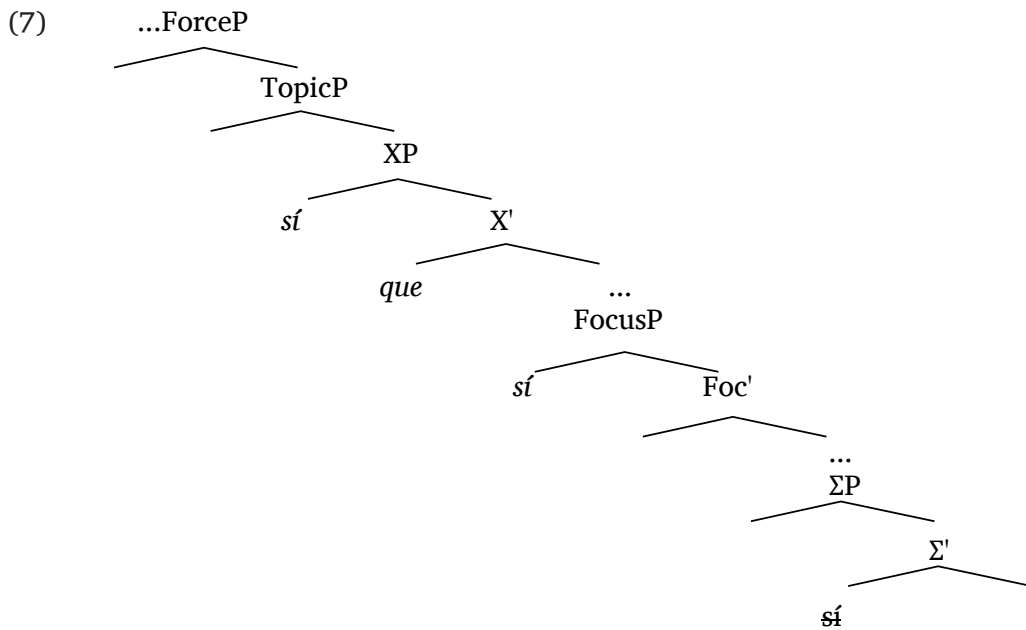 (7) ...ForceP
TopicP
XP
sí X'
que ...
FocusP
sí Foc'
...
ΣP
Σ'
sí